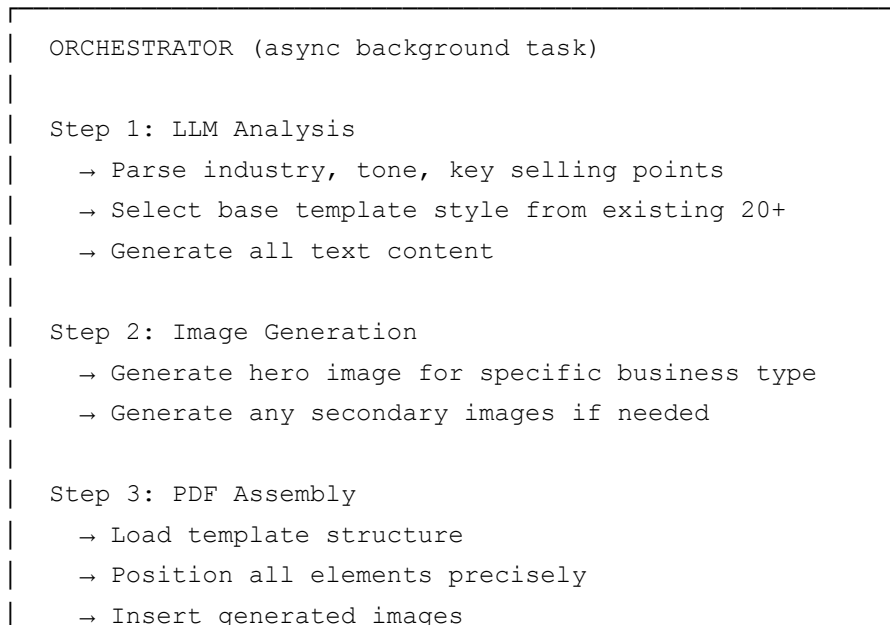 ORCHESTRATOR (async background task)
Step 1: LLM Analysis
→ Parse industry, tone, key selling points
→ Select base template style from existing 20+
→ Generate all text content
Step 2: Image Generation
→ Generate hero image for specific business type
→ Generate any secondary images if needed
Step 3: PDF Assembly
→ Load template structure
→ Position all elements precisely
→ Insert generated images